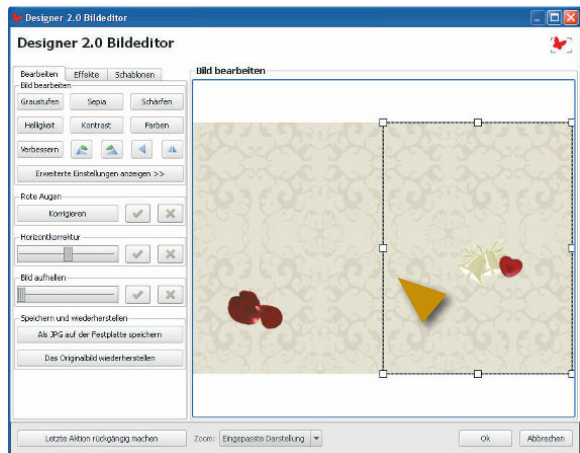 Designer 2.0 Bildeditor
Designer 2.0 Bildeditor
Bearbeiten Effekte Schablonen
Bild bearbeiten
Graustufen Sepia Schärfen
Helligkeit Kontrast Farben
Verbessern
Erweiterte Einstellungen anzeigen >>
Rote Augen
Korrigieren
Horizontkorrektur
Bild aufhellen
Speichern und wiederherstellen
Als JPG auf der Festplatte speichern
Das Originalbild wiederherstellen
Bild bearbeiten
Letzte Aktion rückgängig machen Zoom: Eingepasste Darstellung Ok Abbrechen